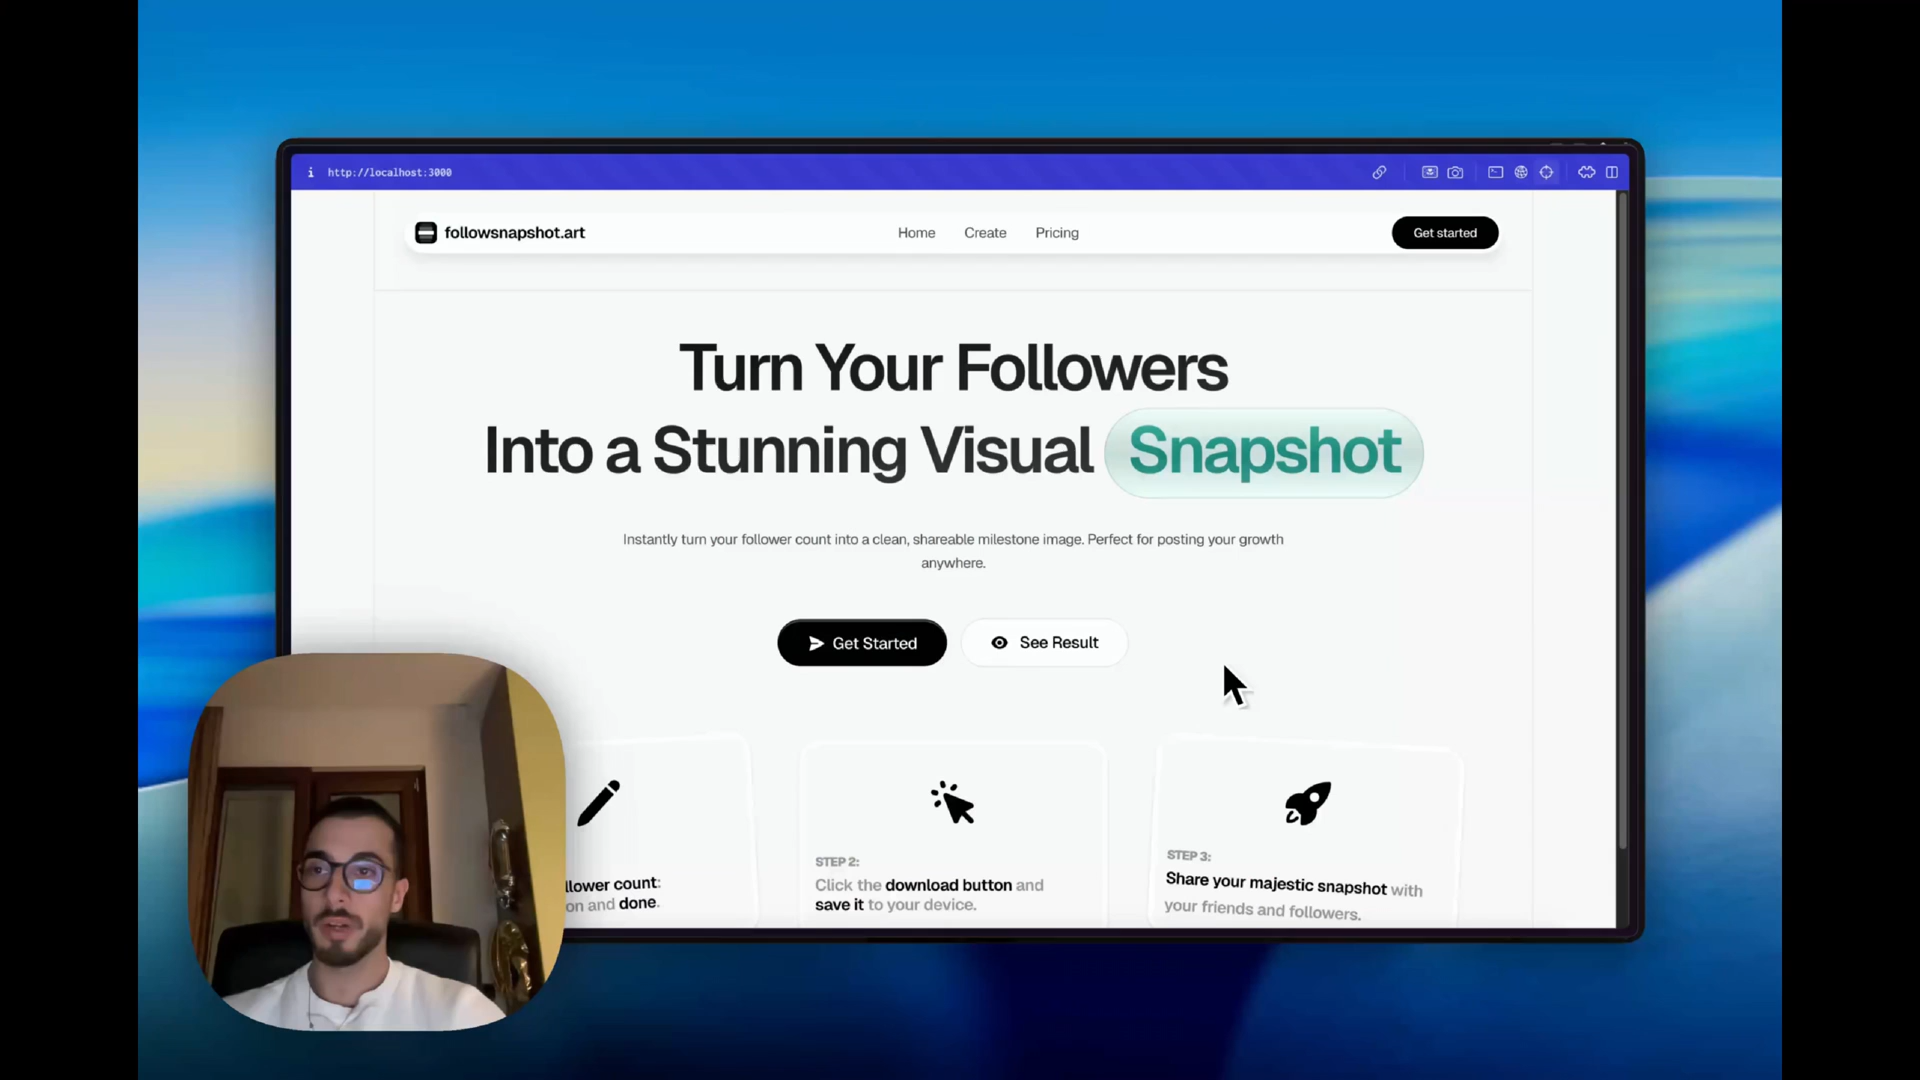 http://localhost:3000
followsnapshot.art
Home
Create
Pricing
Get started
Turn Your Followers
Into a Stunning Visual Snapshot
Instantly turn your follower count into a clean, shareable milestone image. Perfect for posting your growth
anywhere.
Get Started
See Result
count:
on and done.
STEP 2:
Click the download button and
save it to your device.
STEP 3:
Share your majestic snapshot with
your friends and followers.